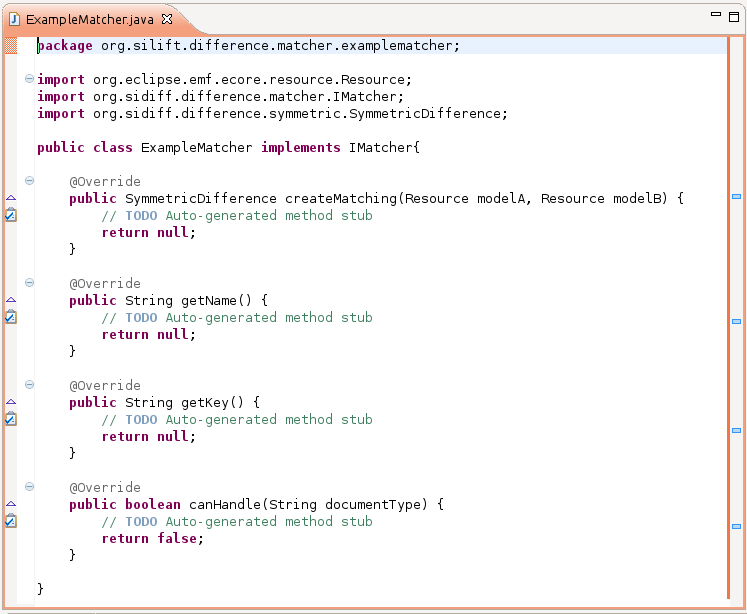 ExampleMatcher.java
package org.silift.difference.matcher.examplematcher;
import org.eclipse.emf.ecore.resource.Resource;
import org.sidiff.difference.matcher.IMatcher;
import org.sidiff.difference.symmetric.SymmetricDifference;
public class ExampleMatcher implements IMatcher{
@Override
public SymmetricDifference createMatching(Resource modelA, Resource modelB) {
// TODO Auto-generated method stub
return null;
}
@Override
public String getName() {
// TODO Auto-generated method stub
return null;
}
@Override
public String getKey() {
// TODO Auto-generated method stub
return null;
}
@Override
public boolean canHandle(String documentType) {
// TODO Auto-generated method stub
return false;
}
}